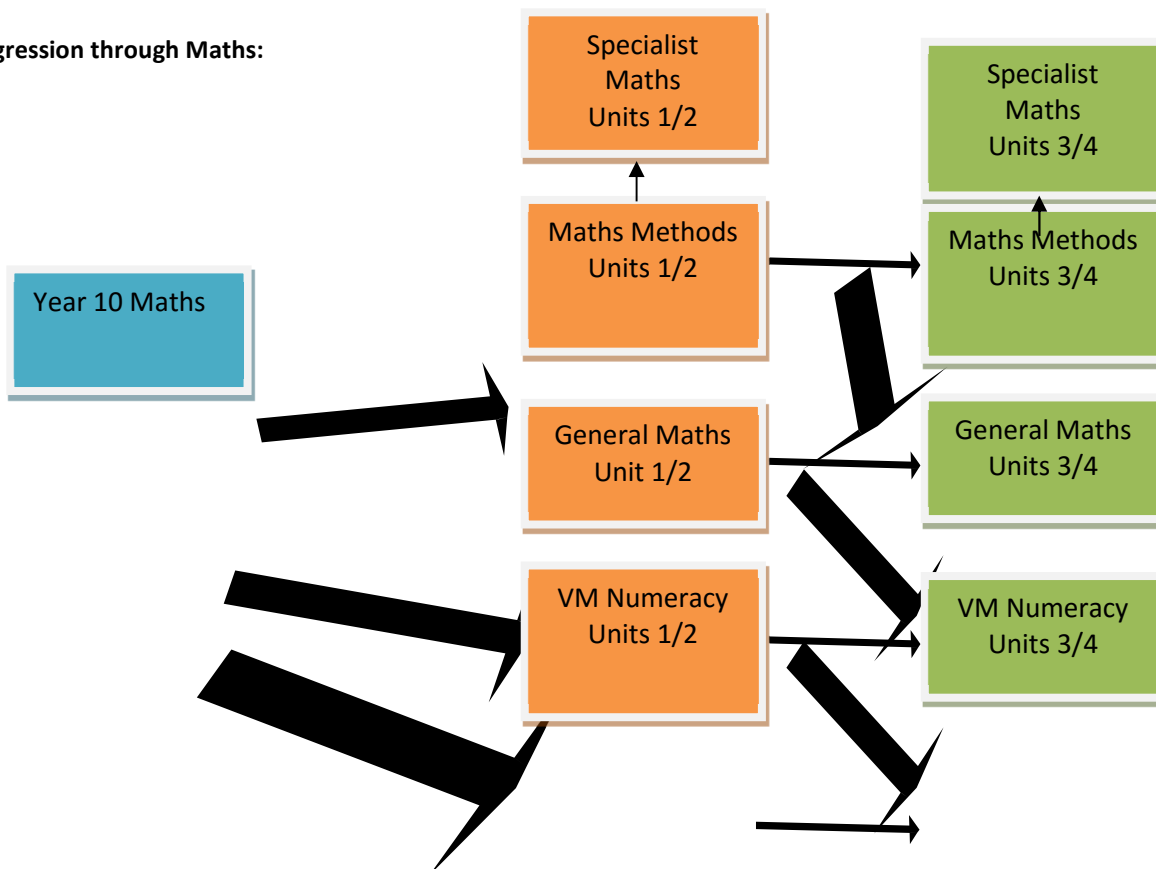 gression through Maths:
Specialist
Maths
Units 1/2
Specialist
Maths
Units 3/4
Maths Methods
Units 1/2
Maths Methods
Units 3/4
Year 10 Maths
General Maths
Unit 1/2
General Maths
Units 3/4
VM Numeracy
Units 1/2
VM Numeracy
Units 3/4